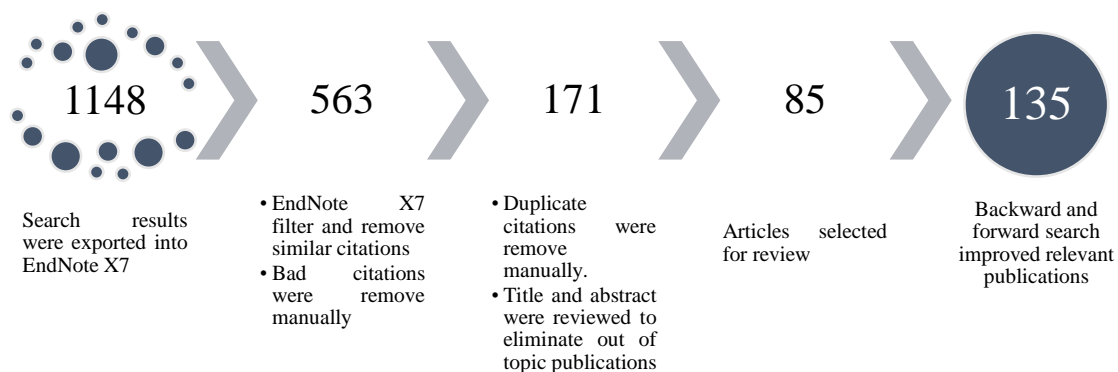 1148
563
171
85
135
Search results
were exported into
EndNote X7
• EndNote X7
filter and remove
similar citations
• Bad citations
were remove
manually
• Duplicate
citations were
remove
manually.
• Title and abstract
were reviewed to
eliminate out of
topic publications
Articles selected
for review
Backward and
forward search
improved relevant
publications